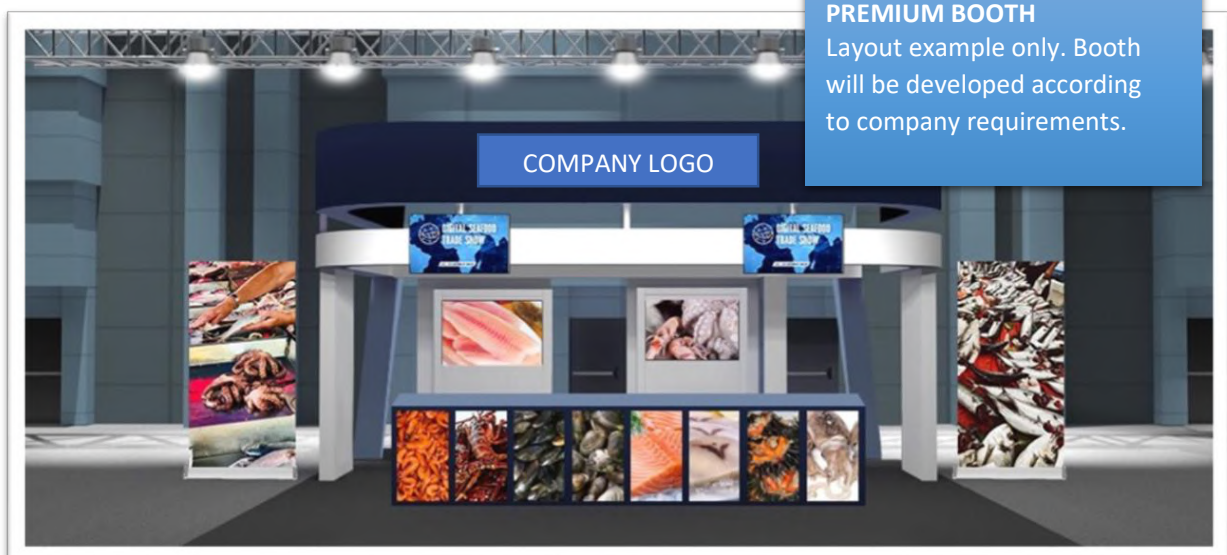 PREMIUM BOOTH
Layout example only. Booth
will be developed according
to company requirements.
COMPANY LOGO
DIGITAL SEAFOOD
TRADE SHOW
DIGITAL SEAFOOD
TRADE SHOW